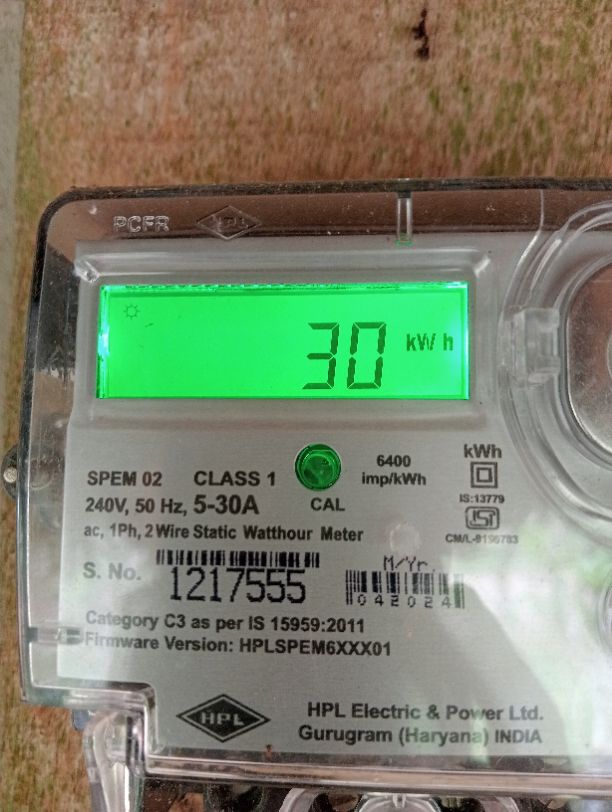 PCFR HPL
30 kWh
SPEM 02 CLASS 1
240V, 50 Hz, 5-30A
ac, 1Ph, 2 Wire Static Watthour Meter
CAL
6400
imp/kWh
kWh
IS:13779
ISI
S. No. 1217555
M/Yr.
042024
Category C3 as per IS 15959:2011
Firmware Version: HPLSPEM6XXX01
HPL
HPL Electric & Power Ltd.
Gurugram (Haryana) INDIA